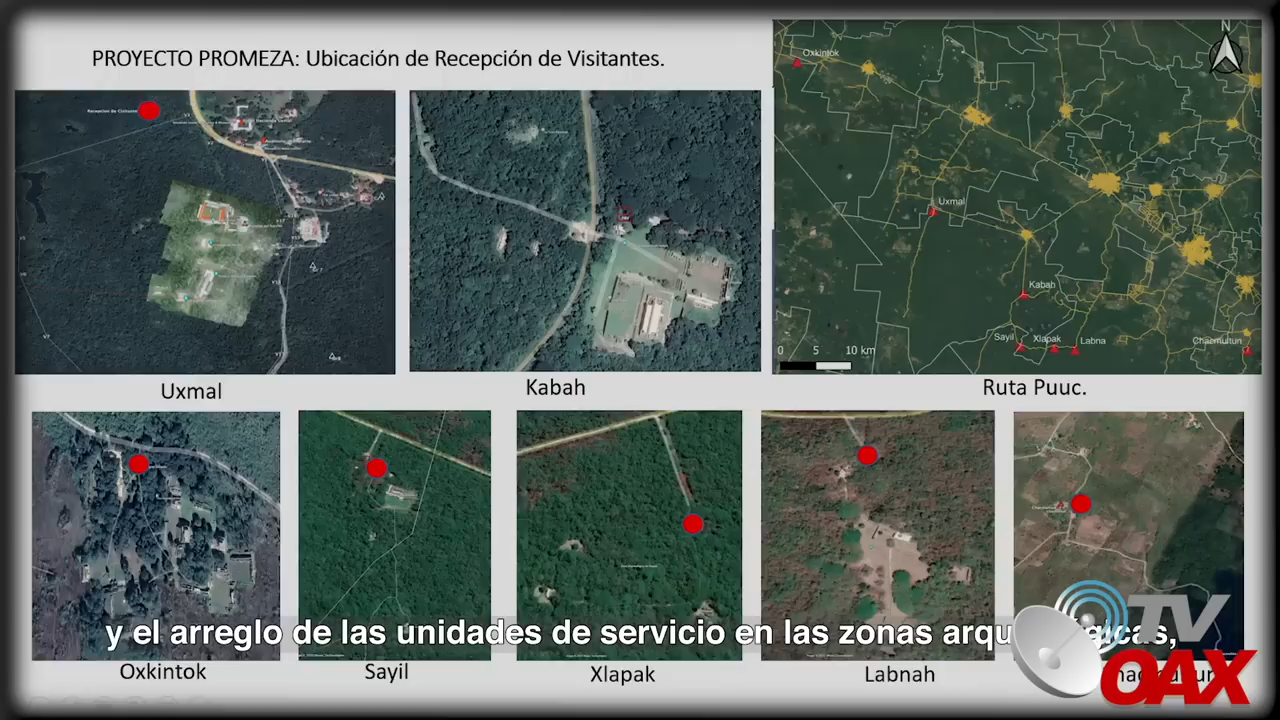 PROYECTO PROMEZA: Ubicación de Recepción de Visitantes.
N
Oxkintok
Uxmal
Kabah
Sayil
Xlapak
Labna
Chacmultun
0 5 10 km
Uxmal
Kabah
Ruta Puuc.
y el arreglo de las unidades de servicio en las zonas
Oxkintok
Sayil
Xlapak
Labnah
TV
OAX